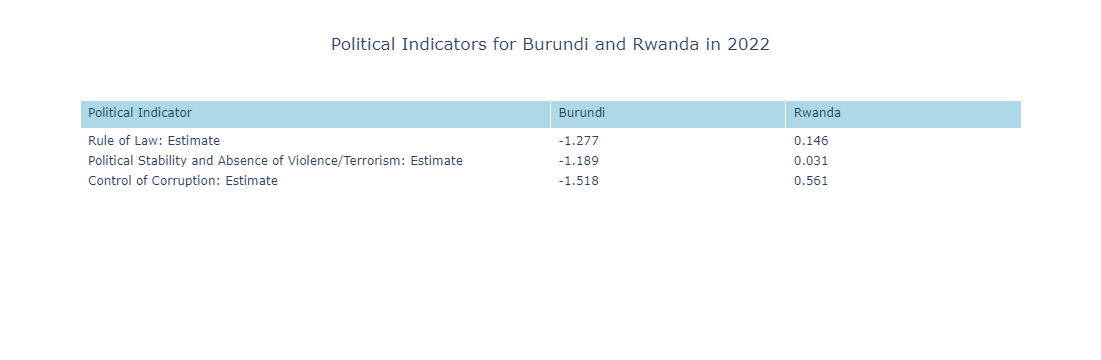 Political Indicators for Burundi and Rwanda in 2022
Political Indicator Burundi Rwanda
Rule of Law: Estimate -1.277 0.146
Political Stability and Absence of Violence/Terrorism: Estimate -1.189 0.031
Control of Corruption: Estimate -1.518 0.561